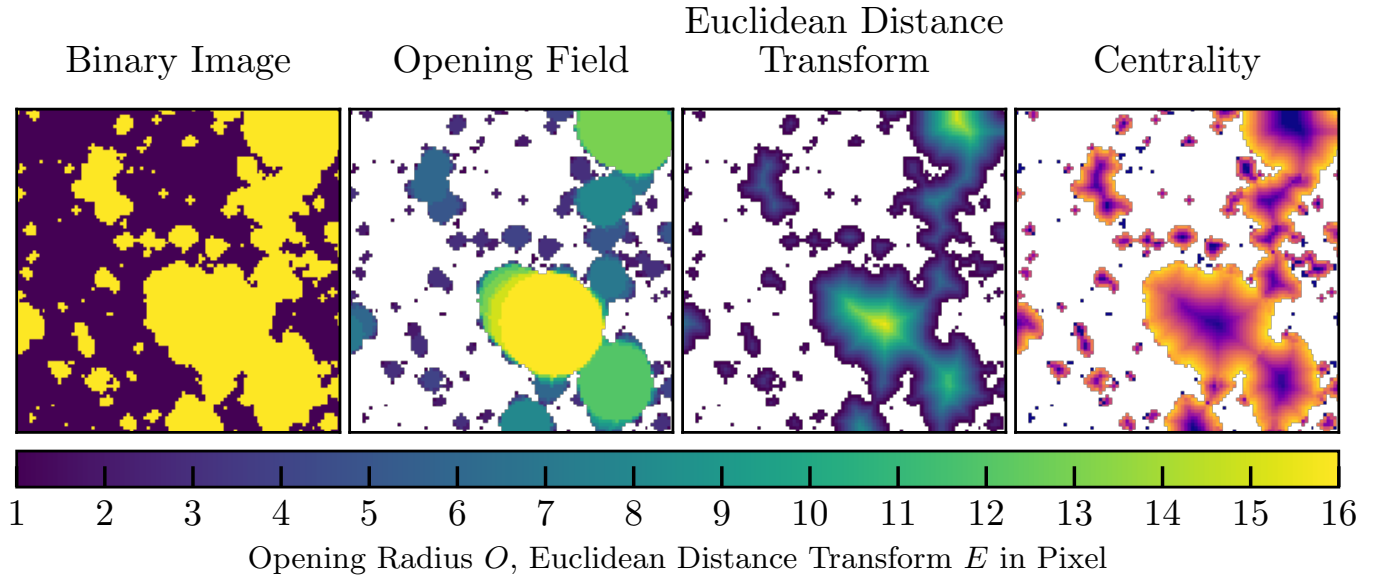 Binary Image
Opening Field
Euclidean Distance
Transform
Centrality
1 2 3 4 5 6 7 8 9 10 11 12 13 14 15 16
Opening Radius O, Euclidean Distance Transform E in Pixel